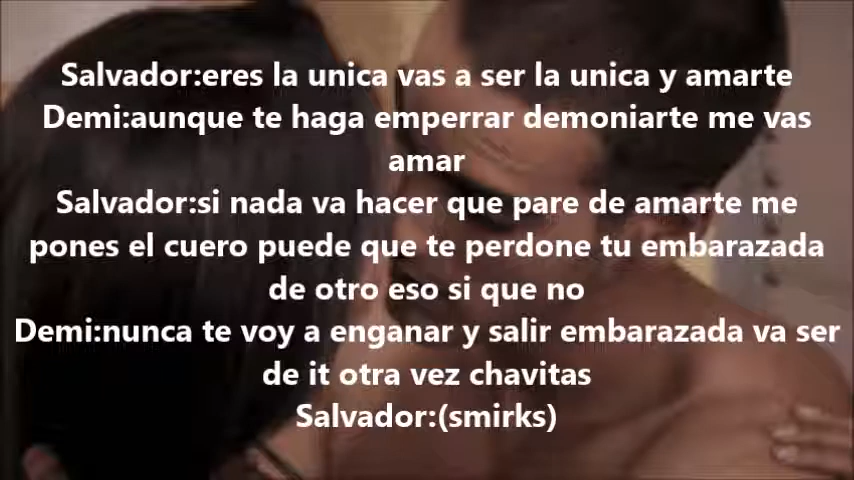 Salvador:eres la unica vas a ser la unica y amarte
Demi:aunque te haga emperrar demoniarte me vas
amar
Salvador:si nada va hacer que pare de amarte me
pones el cuero puede que te perdone tu embarazada
de otro eso si que no
Demi:nunca te voy a enganar y salir embarazada va ser
de it otra vez chavitas
Salvador:(smirks)